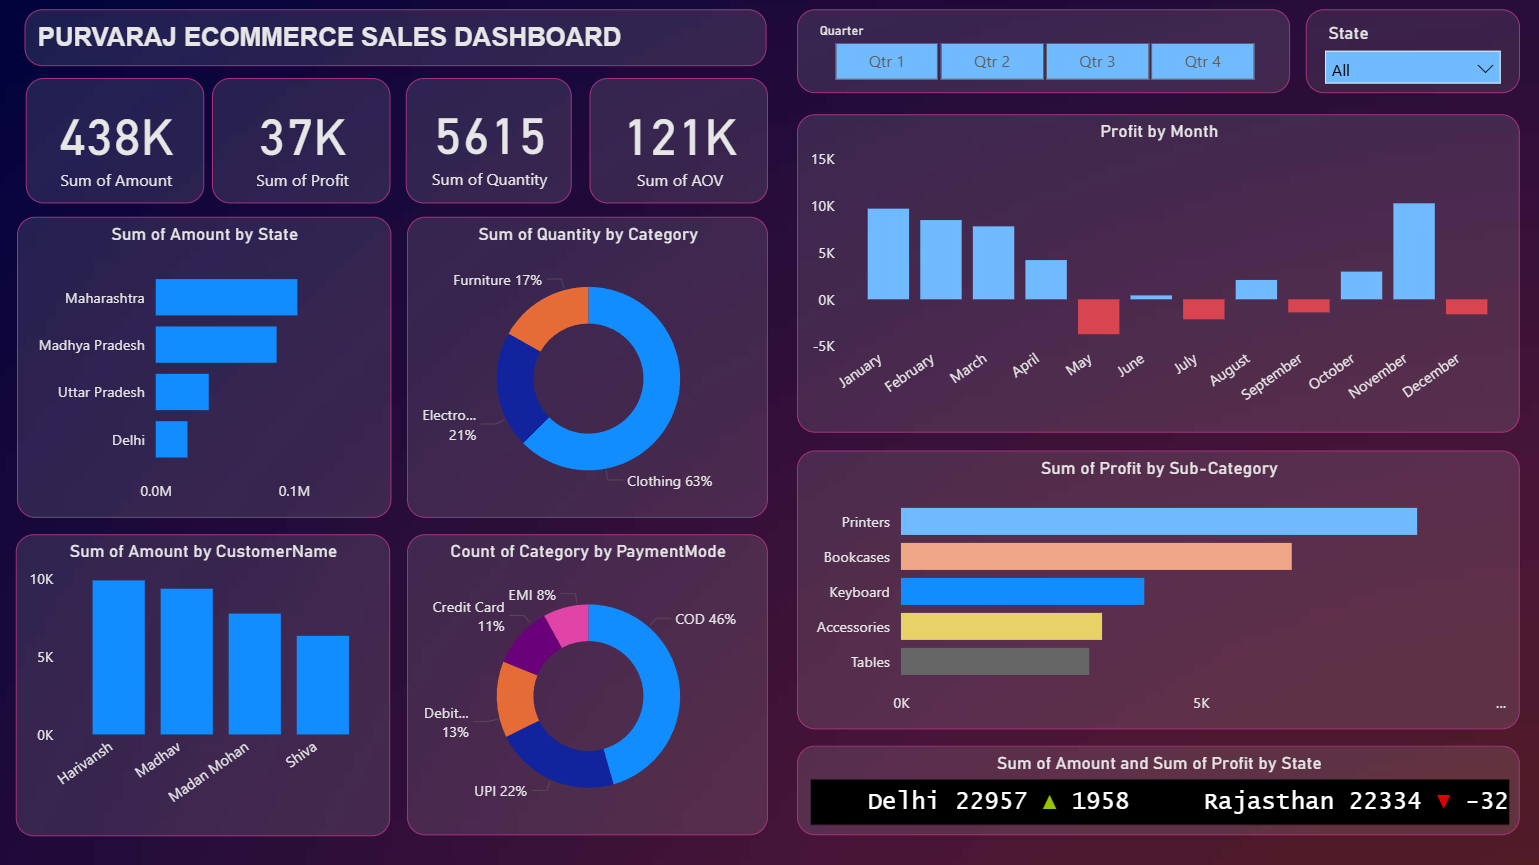 PURVARAJ ECOMMERCE SALES DASHBOARD
438K
Sum of Amount
37K
Sum of Profit
5615
Sum of Quantity
121K
Sum of AOV
Quarter
Qtr 1
Qtr 2
Qtr 3
Qtr 4
State
All
Sum of Amount by State
Maharashtra
Madhya Pradesh
Uttar Pradesh
Delhi
0.0M
0.1M
Sum of Quantity by Category
Furniture 17%
Electro...
21%
Clothing 63%
Profit by Month
15K
10K
5K
0K
-5K
January
February
March
April
May
June
July
August
September
October
November
December
Sum of Amount by CustomerName
10K
5K
0K
Harivansh
Madhav
Madan Mohan
Shiva
Count of Category by PaymentMode
EMI 8%
Credit Card
11%
COD 46%
Debit...
13%
UPI 22%
Sum of Profit by Sub-Category
Printers
Bookcases
Keyboard
Accessories
Tables
0K
5K
...
Sum of Amount and Sum of Profit by State
Delhi 22957 ▲ 1958 Rajasthan 22334 ▼ -32